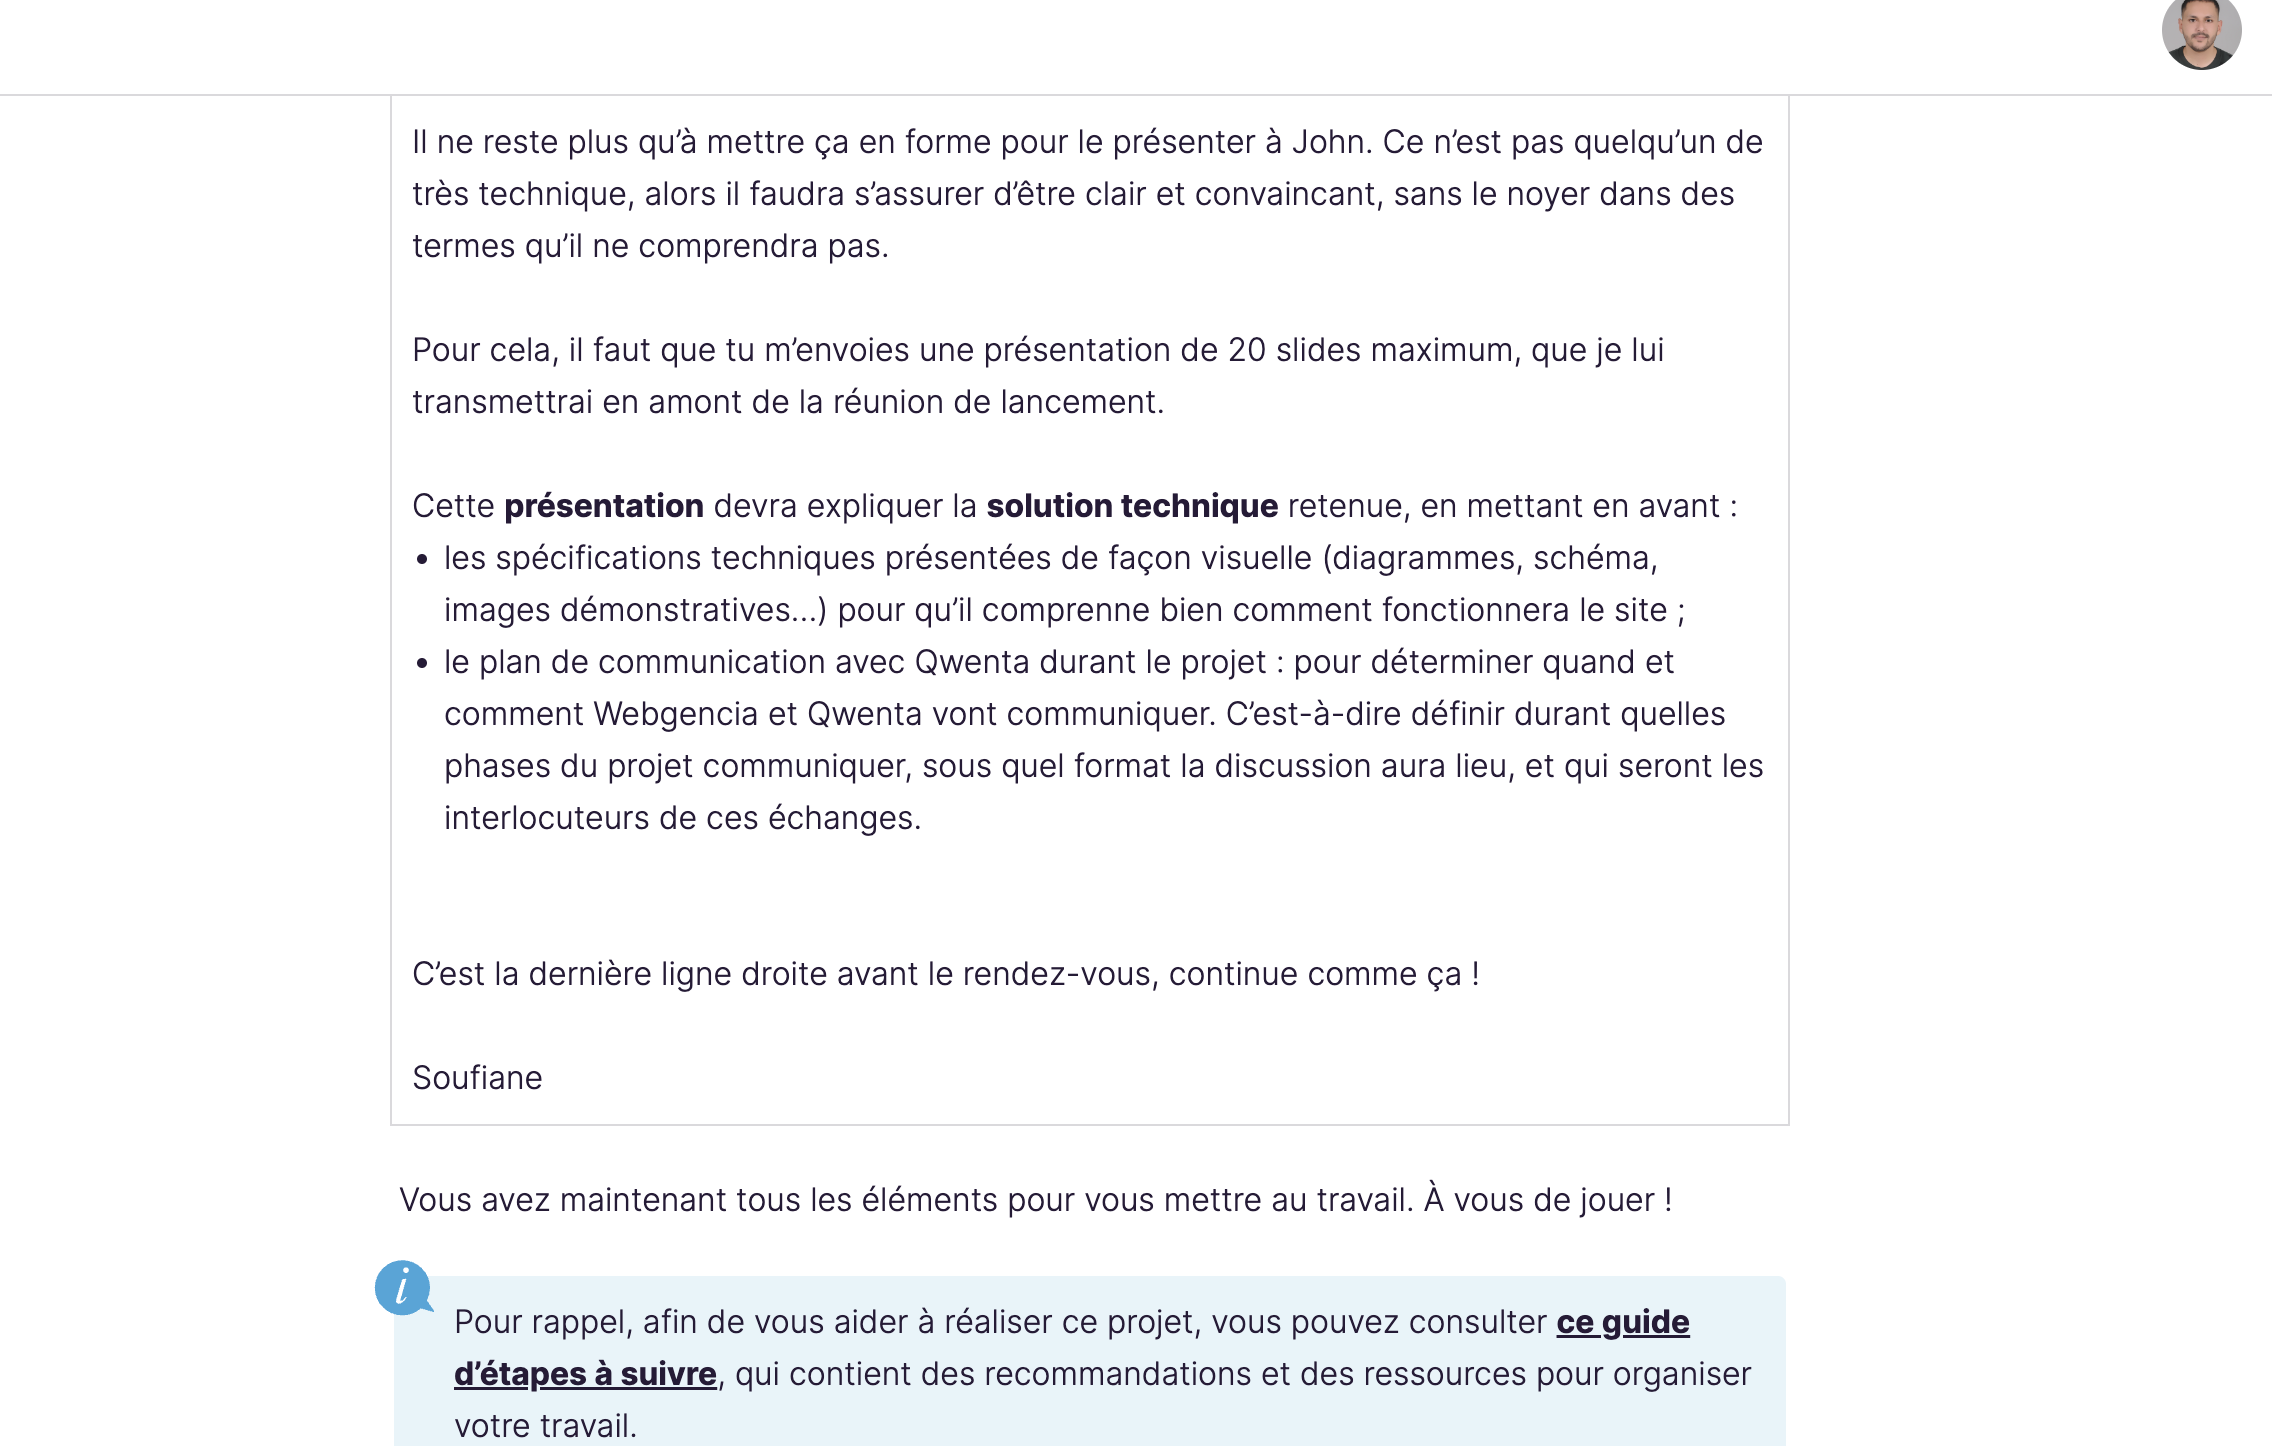 Il ne reste plus qu’à mettre ça en forme pour le présenter à John. Ce n’est pas quelqu’un de
très technique, alors il faudra s’assurer d’être clair et convaincant, sans le noyer dans des
termes qu’il ne comprendra pas.
Pour cela, il faut que tu m’envoies une présentation de 20 slides maximum, que je lui
transmettrai en amont de la réunion de lancement.
Cette présentation devra expliquer la solution technique retenue, en mettant en avant :
• les spécifications techniques présentées de façon visuelle (diagrammes, schéma,
images démonstratives…) pour qu’il comprenne bien comment fonctionnera le site ;
• le plan de communication avec Qwenta durant le projet : pour déterminer quand et
comment Webgencia et Qwenta vont communiquer. C’est-à-dire définir durant quelles
phases du projet communiquer, sous quel format la discussion aura lieu, et qui seront les
interlocuteurs de ces échanges.
C’est la dernière ligne droite avant le rendez-vous, continue comme ça !
Soufiane
Vous avez maintenant tous les éléments pour vous mettre au travail. À vous de jouer !
i
Pour rappel, afin de vous aider à réaliser ce projet, vous pouvez consulter ce guide
d’étapes à suivre, qui contient des recommandations et des ressources pour organiser
votre travail.